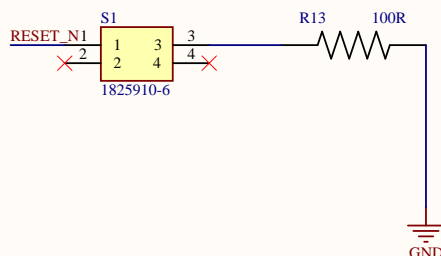 S1
R13 100R
RESET_N 1 1 3 3
2 2 4 4
1825910-6
GND